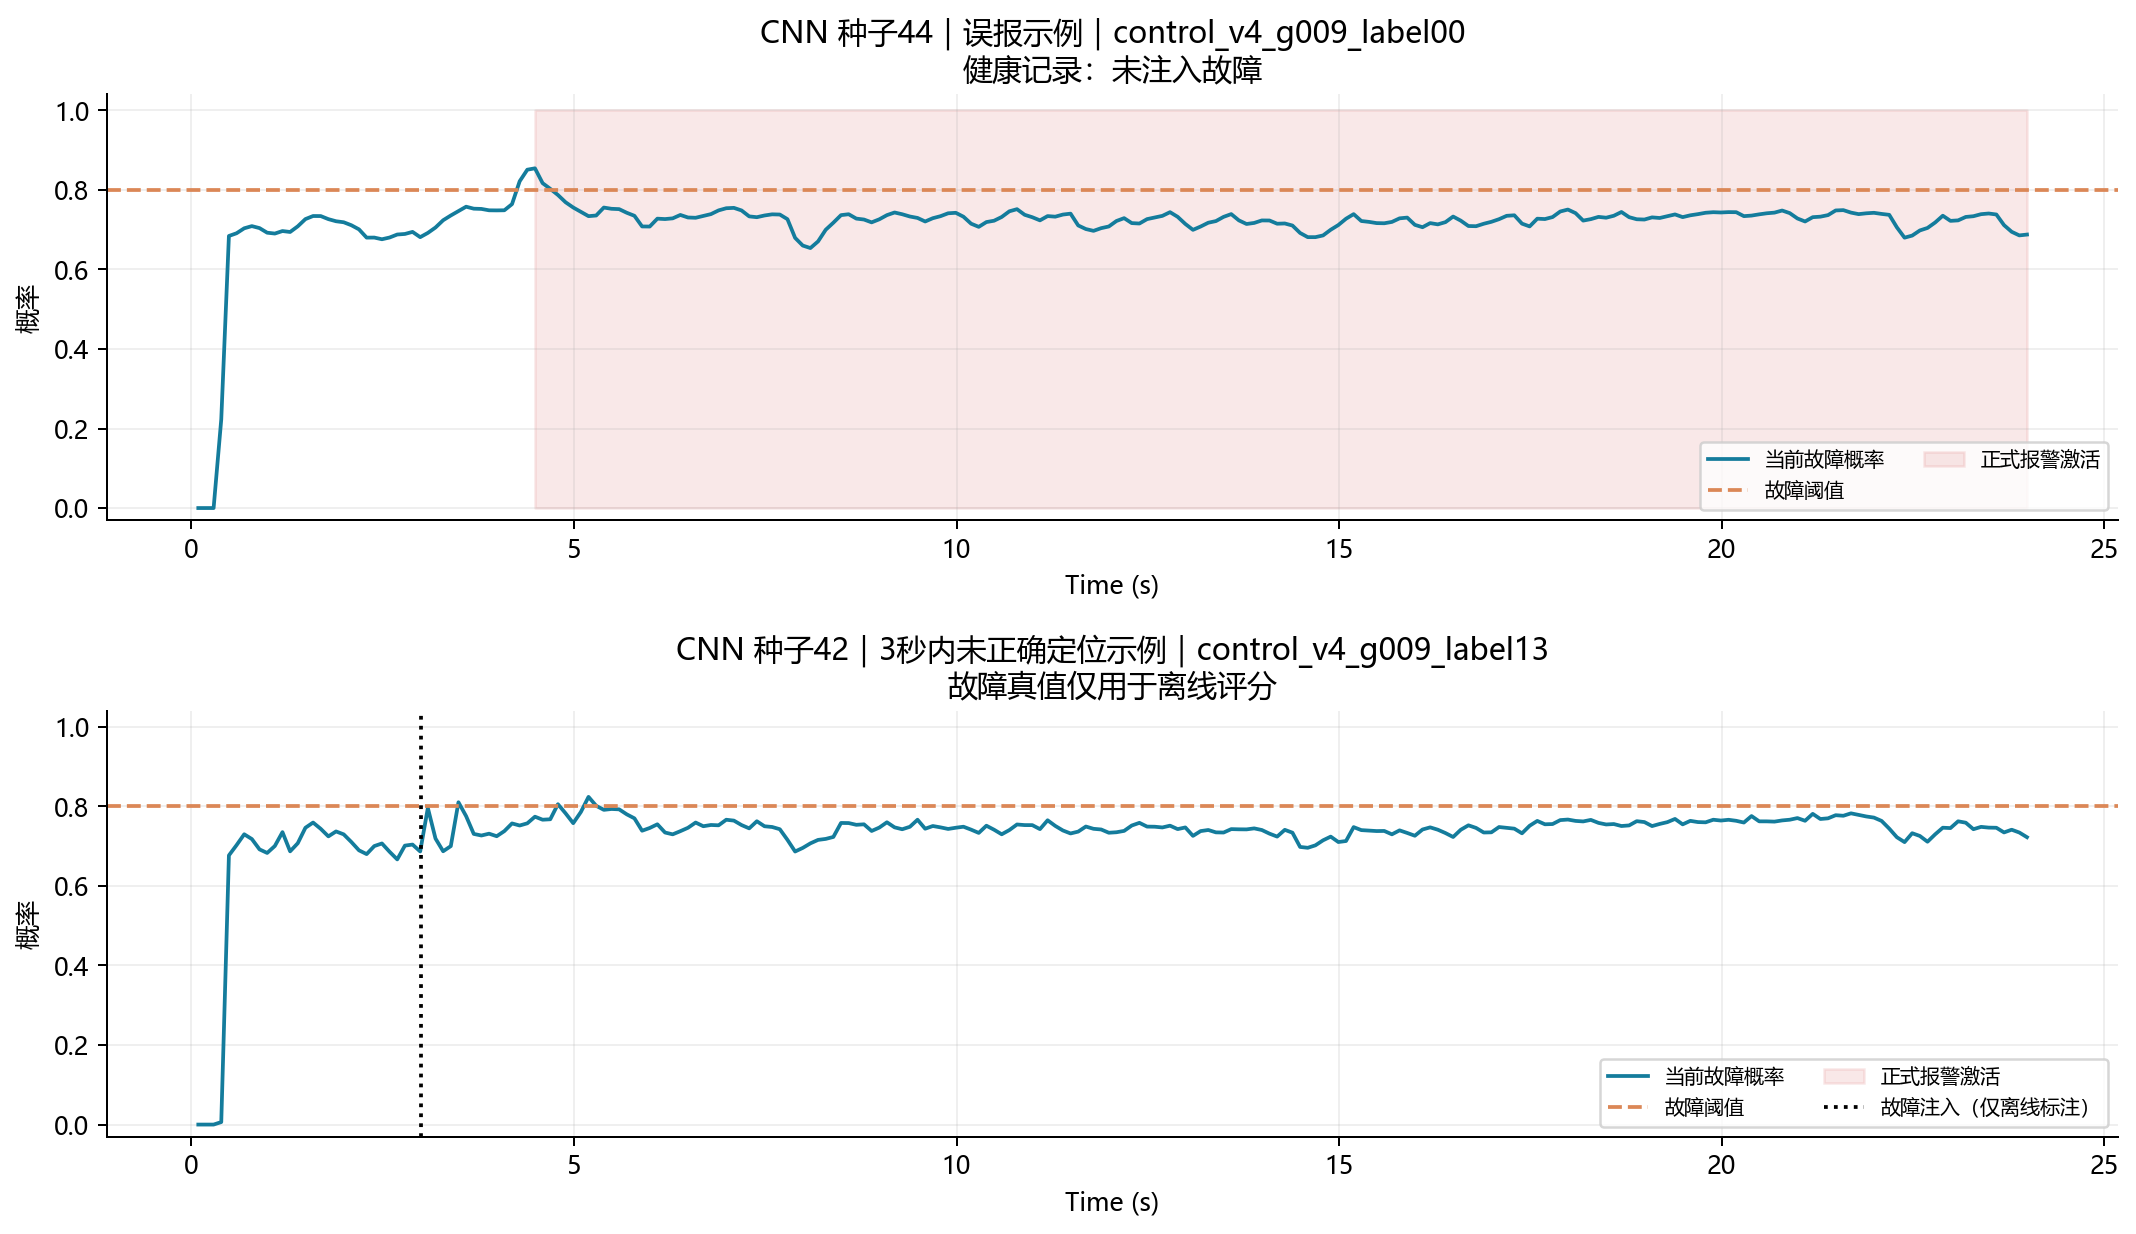 CNN 种子44｜误报示例｜control_v4_g009_label00
健康记录：未注入故障
概率
1.0
0.8
0.6
0.4
0.2
0.0
当前故障概率
故障阈值
正式报警激活
0 5 10 15 20 25
Time (s)
CNN 种子42｜3秒内未正确定位示例｜control_v4_g009_label13
故障真值仅用于离线评分
概率
1.0
0.8
0.6
0.4
0.2
0.0
当前故障概率
故障阈值
正式报警激活
故障注入（仅离线标注）
0 5 10 15 20 25
Time (s)